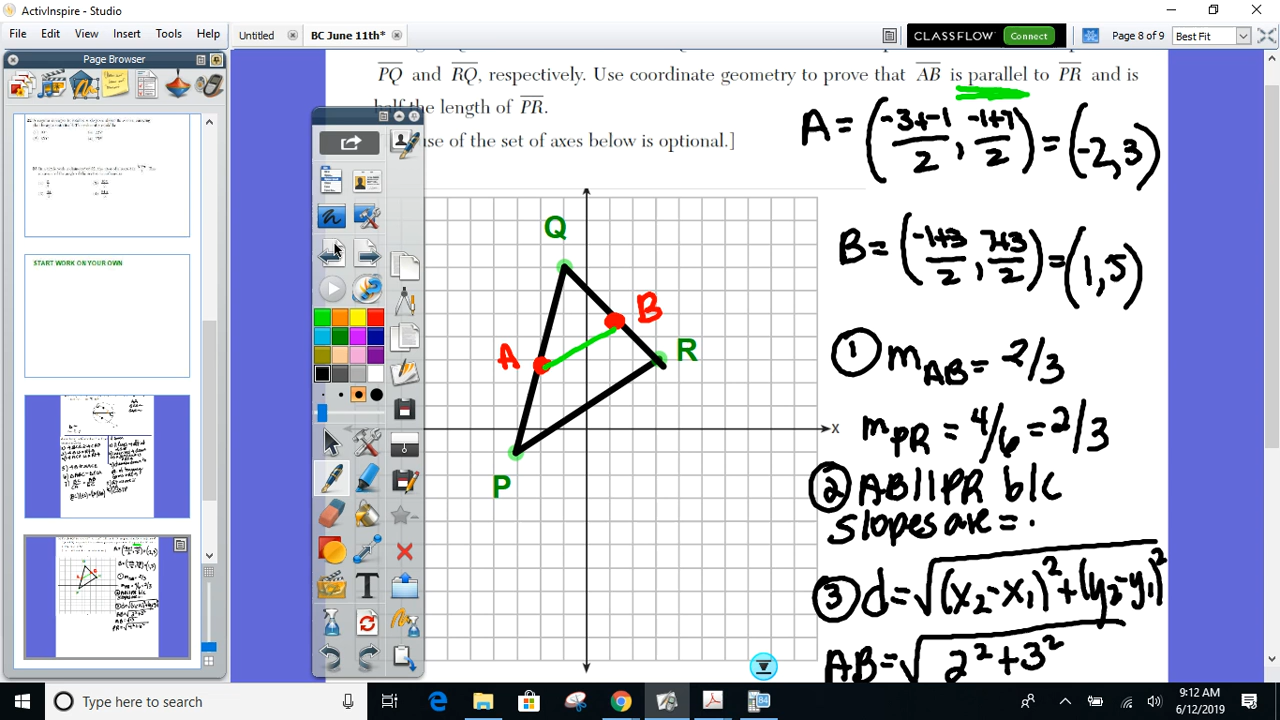 ActivInspire - Studio
File Edit View Insert Tools Help
Untitled
BC June 11th*
CLASSFLOW Connect
Page 8 of 9
Best Fit
Page Browser
START WORK ON YOUR OWN
PQ and RQ, respectively. Use coordinate geometry to prove that AB is parallel to PR and is
half the length of PR.
use of the set of axes below is optional.]
A = (-3+-1/2, -1+7/2) = (-2,3)
B = (-1+3/2, 7+3/2) = (1,5)
Q
B
A
R
P
x
① mAB = 2/3
mPR = 4/6 = 2/3
② AB||PR b/c
slopes are = .
③ d = √(x₂-x₁)²+(y₂-y₁)²
AB = √2²+3²
Type here to search
9:12 AM
6/12/2019